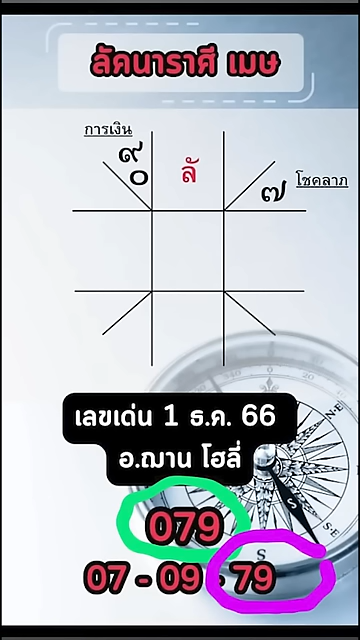 ลัคนาราศี เมษ
การเงิน
๙
๐
ลั
๗
โชคลาภ
เลขเด่น 1 ธ.ค. 66
อ.ฌาน โฮลี่
079
07 - 09 - 79
N-E
S-E
S